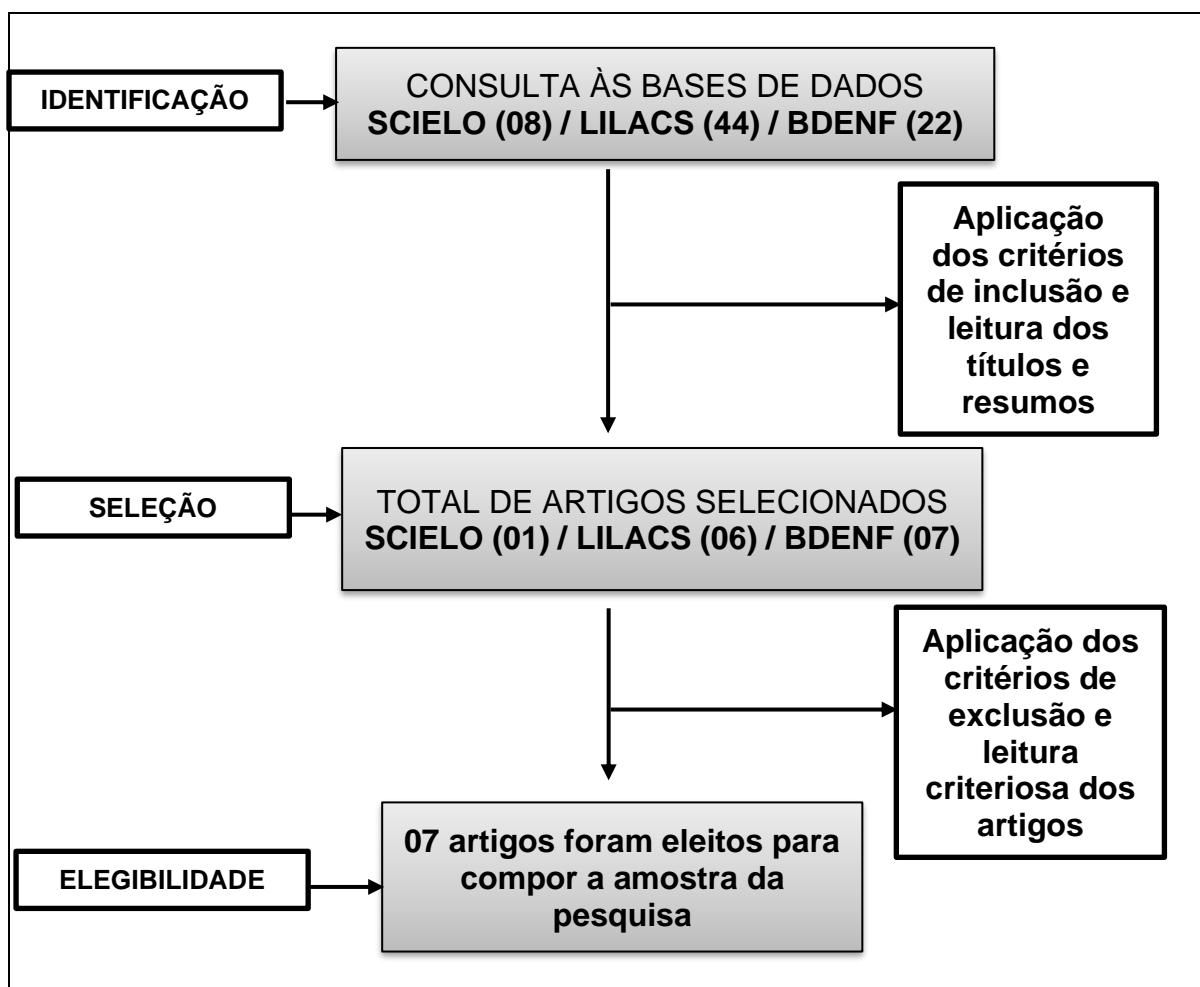 IDENTIFICAÇÃO
CONSULTA ÀS BASES DE DADOS
SCIELO (08) / LILACS (44) / BDENF (22)
Aplicação
dos critérios
de inclusão e
leitura dos
títulos e
resumos
SELEÇÃO
TOTAL DE ARTIGOS SELECIONADOS
SCIELO (01) / LILACS (06) / BDENF (07)
Aplicação dos
critérios de
exclusão e
leitura
criteriosa dos
artigos
ELEGIBILIDADE
07 artigos foram eleitos para
compor a amostra da
pesquisa